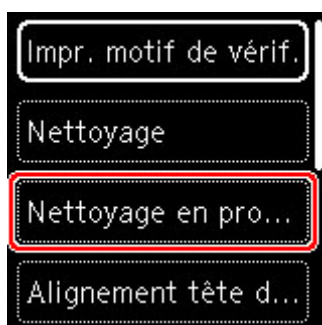 Impr. motif de vérif.
Nettoyage
Nettoyage en pro...
Alignement tête d...